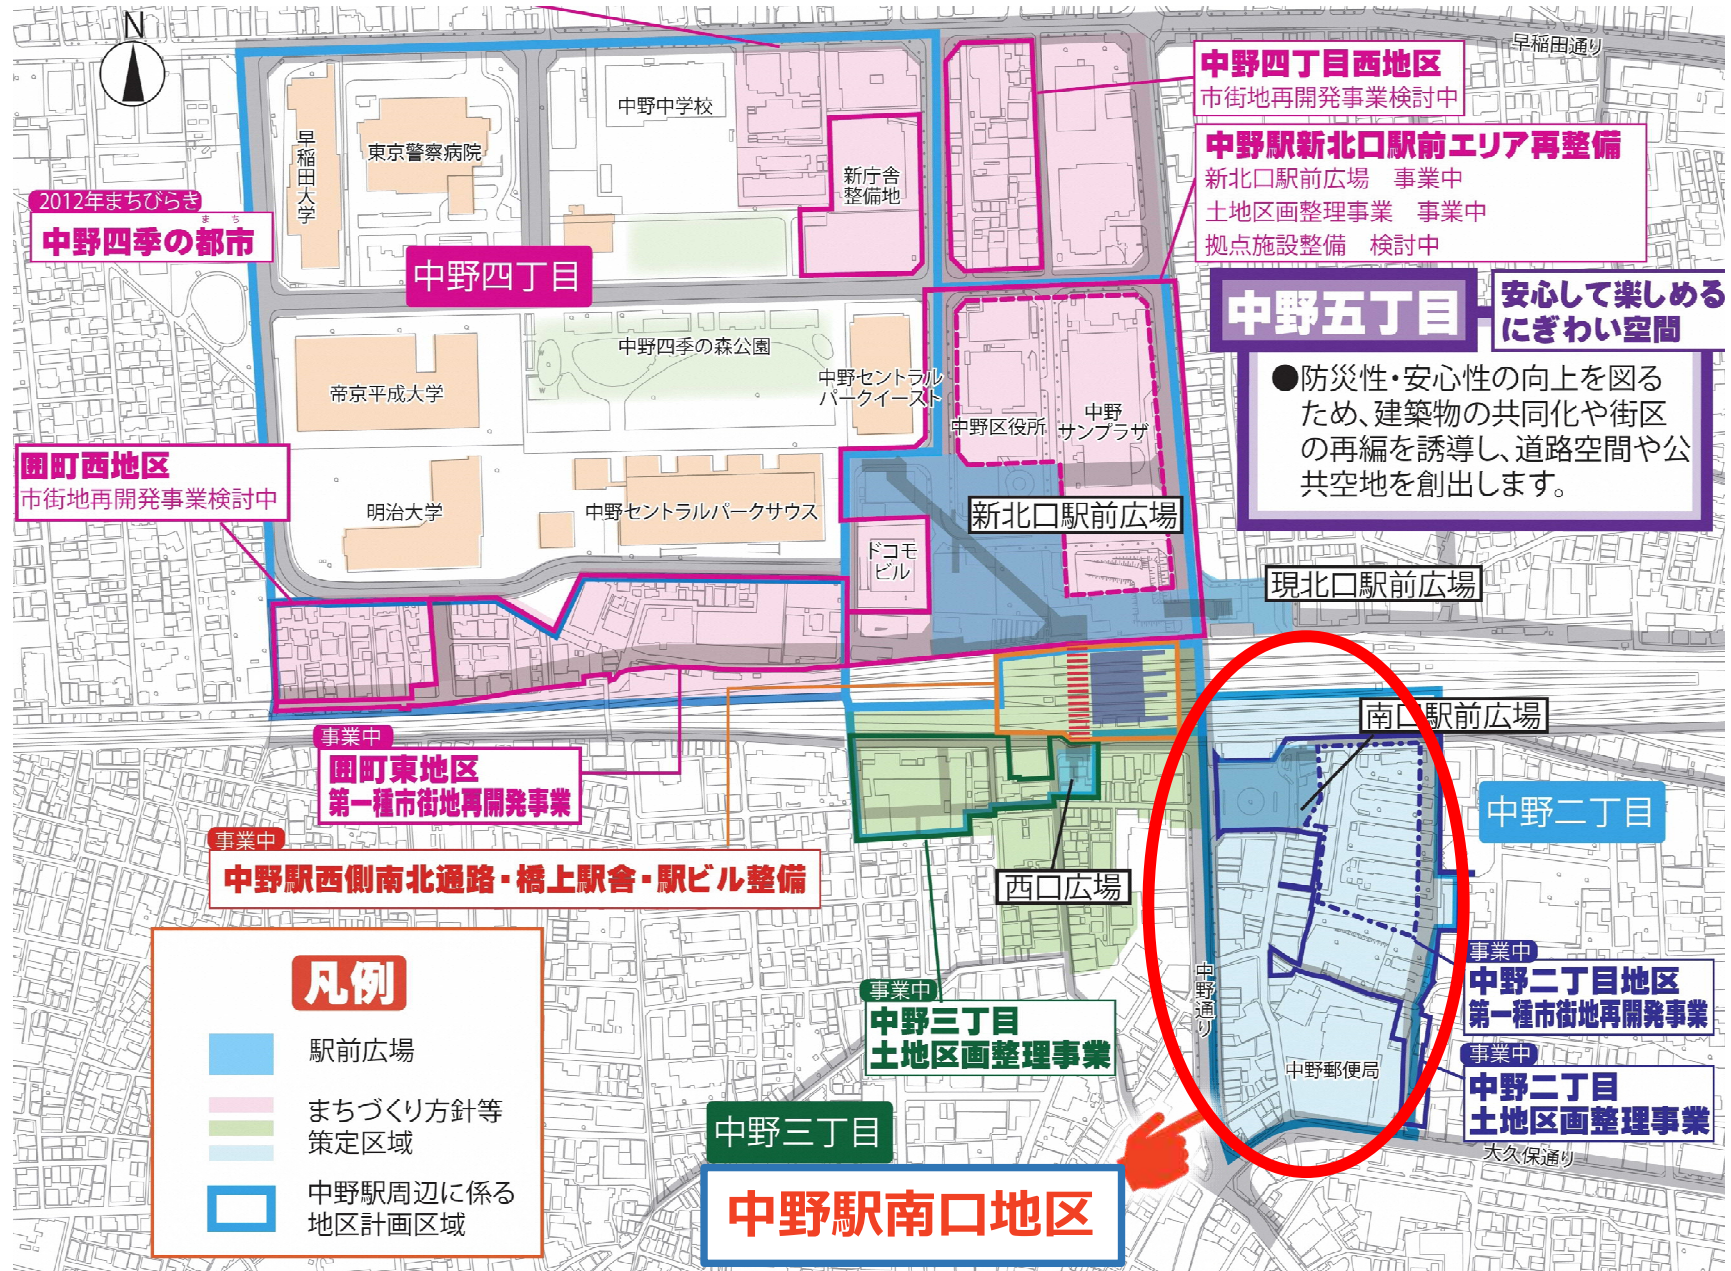 N
早稲田通り
中野四丁目西地区
市街地再開発事業検討中
中野駅新北口駅前エリア再整備
新北口駅前広場　事業中
土地区画整理事業　事業中
拠点施設整備　検討中
早稲田大学
東京警察病院
中野中学校
新庁舎
整備地
2012年まちびらき
まち
中野四季の都市
中野四丁目
中野五丁目
安心して楽しめる
にぎわい空間
●防災性・安心性の向上を図る
ため、建築物の共同化や街区
の再編を誘導し、道路空間や公
共空地を創出します。
中野四季の森公園
帝京平成大学
中野セントラル
パークイースト
中野区役所
中野
サンプラザ
囲町西地区
市街地再開発事業検討中
明治大学
中野セントラルパークサウス
新北口駅前広場
ドコモ
ビル
現北口駅前広場
南口駅前広場
事業中
囲町東地区
第一種市街地再開発事業
中野二丁目
事業中
中野駅西側南北通路・橋上駅舎・駅ビル整備
西口広場
事業中
中野二丁目地区
第一種市街地再開発事業
中野通り
事業中
中野三丁目
土地区画整理事業
中野郵便局
事業中
中野二丁目
土地区画整理事業
大久保通り
中野三丁目
中野駅南口地区
凡例
駅前広場
まちづくり方針等
策定区域
中野駅周辺に係る
地区計画区域